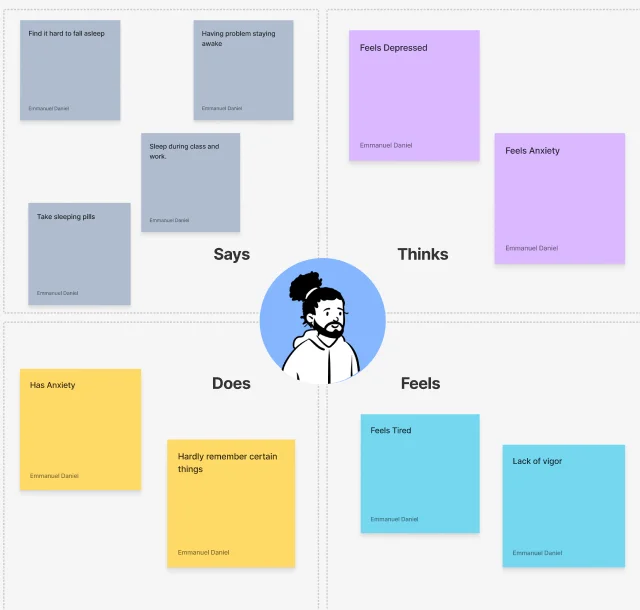 Find it hard to fall asleep
Emmanuel Daniel
Having problem staying
awake
Emmanuel Daniel
Sleep during class and
work.
Emmanuel Daniel
Take sleeping pills
Emmanuel Daniel
Says
Feels Depressed
Emmanuel Daniel
Feels Anxiety
Emmanuel Daniel
Thinks
Does
Has Anxiety
Emmanuel Daniel
Hardly remember certain
things
Emmanuel Daniel
Feels
Feels Tired
Emmanuel Daniel
Lack of vigor
Emmanuel Daniel